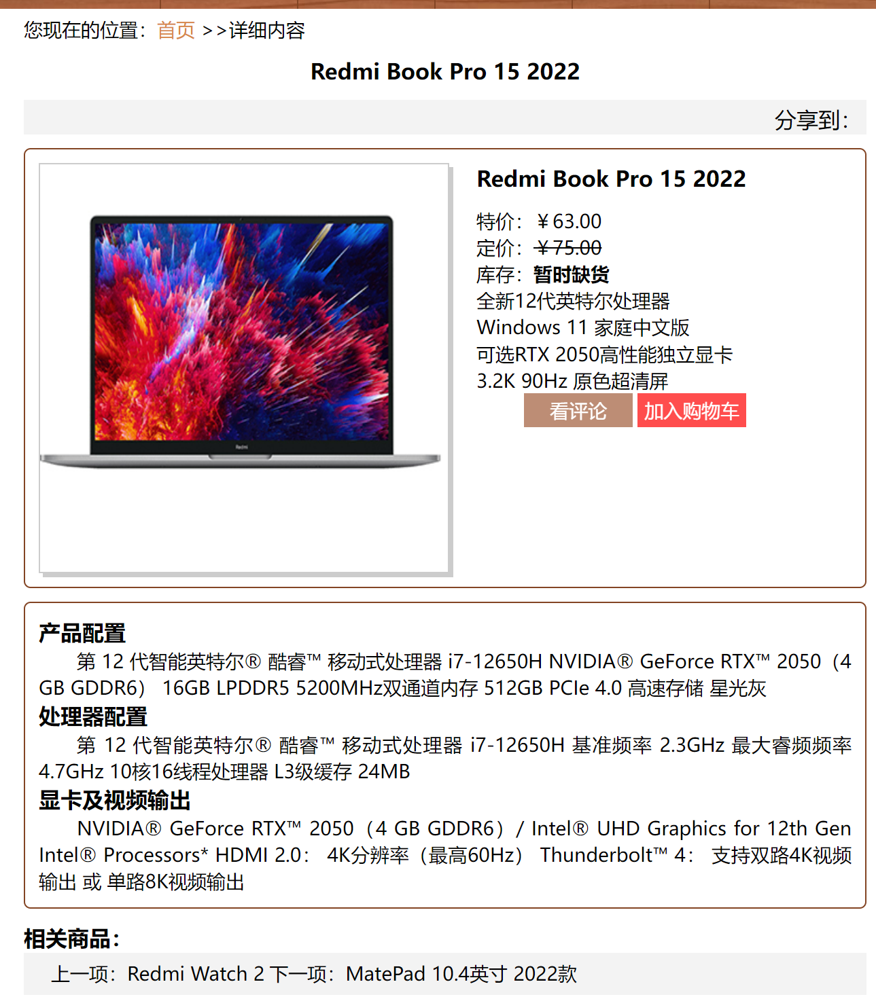 您现在的位置：首页 >>详细内容
Redmi Book Pro 15 2022
分享到：
Redmi Book Pro 15 2022
特价：￥63.00
定价：￥75.00
库存：暂时缺货
全新12代英特尔处理器
Windows 11 家庭中文版
可选RTX 2050高性能独立显卡
3.2K 90Hz 原色超清屏
看评论 加入购物车
Redmi
产品配置
第 12 代智能英特尔® 酷睿™ 移动式处理器 i7-12650H NVIDIA® GeForce RTX™ 2050（4
GB GDDR6） 16GB LPDDR5 5200MHz双通道内存 512GB PCIe 4.0 高速存储 星光灰
处理器配置
第 12 代智能英特尔® 酷睿™ 移动式处理器 i7-12650H 基准频率 2.3GHz 最大睿频频率
4.7GHz 10核16线程处理器 L3级缓存 24MB
显卡及视频输出
NVIDIA® GeForce RTX™ 2050（4 GB GDDR6）/ Intel® UHD Graphics for 12th Gen
Intel® Processors* HDMI 2.0： 4K分辨率（最高60Hz） Thunderbolt™ 4： 支持双路4K视频
输出 或 单路8K视频输出
相关商品：
上一项：Redmi Watch 2 下一项：MatePad 10.4英寸 2022款